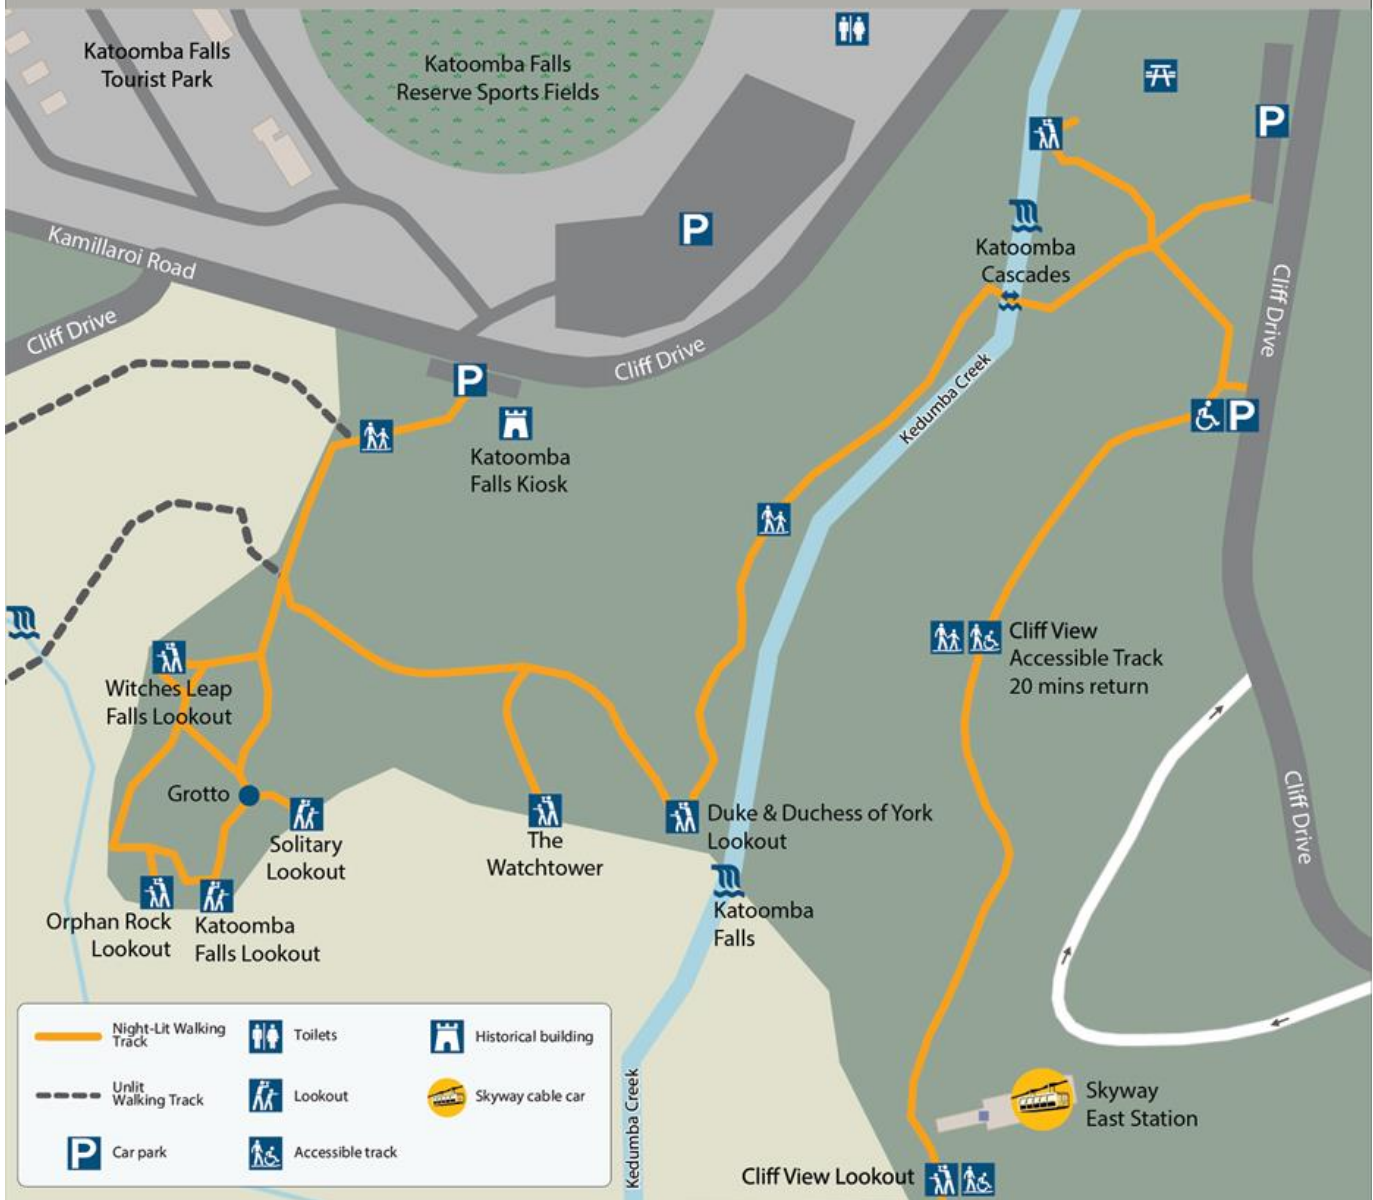 Katoomba Falls
Tourist Park
Katoomba Falls
Reserve Sports Fields
P
P
Kamillaroi Road
Cliff Drive
Cliff Drive
Cliff Drive
Katoomba
Cascades
Kedumba Creek
P
Katoomba
Falls Kiosk
P
Cliff View
Accessible Track
20 mins return
Witches Leap
Falls Lookout
Grotto
Solitary
Lookout
The
Watchtower
Duke & Duchess of York
Lookout
Cliff Drive
Orphan Rock
Lookout
Katoomba
Falls Lookout
Katoomba
Falls
Night-Lit Walking
Track
Toilets
Historical building
Unlit
Walking Track
Lookout
Skyway cable car
P
Car park
Accessible track
Kedumba Creek
Skyway
East Station
Cliff View Lookout